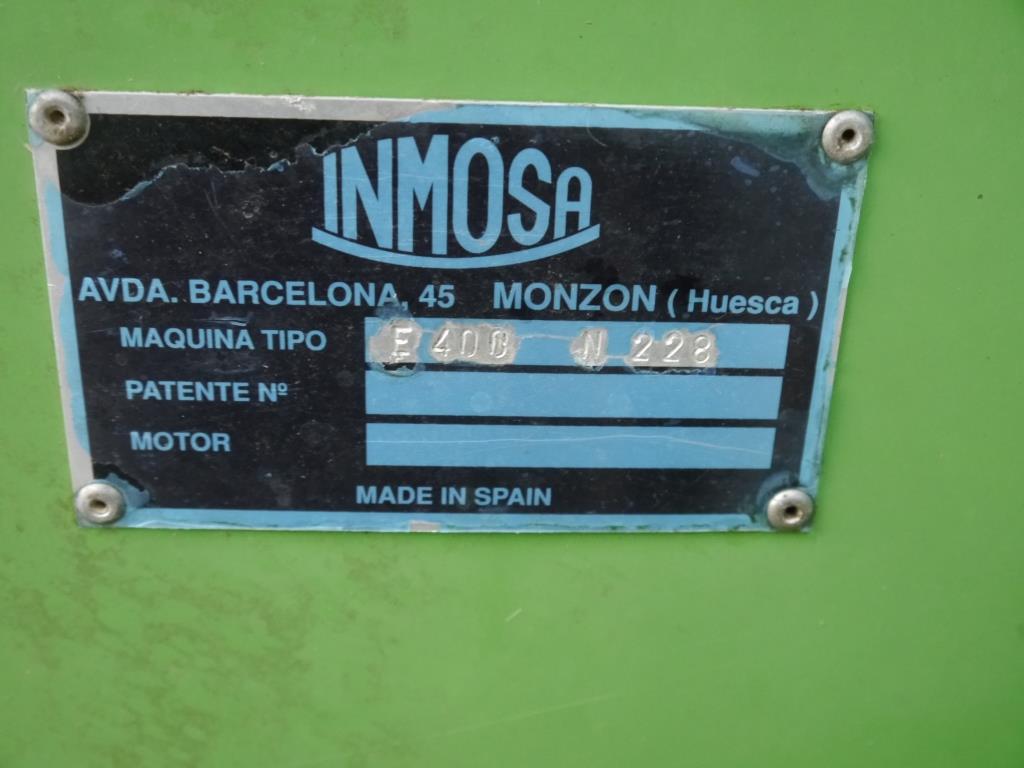 INMOSA
AVDA. BARCELONA, 45 MONZON (Huesca)
MAQUINA TIPO E 400 N 228
PATENTE Nº
MOTOR
MADE IN SPAIN